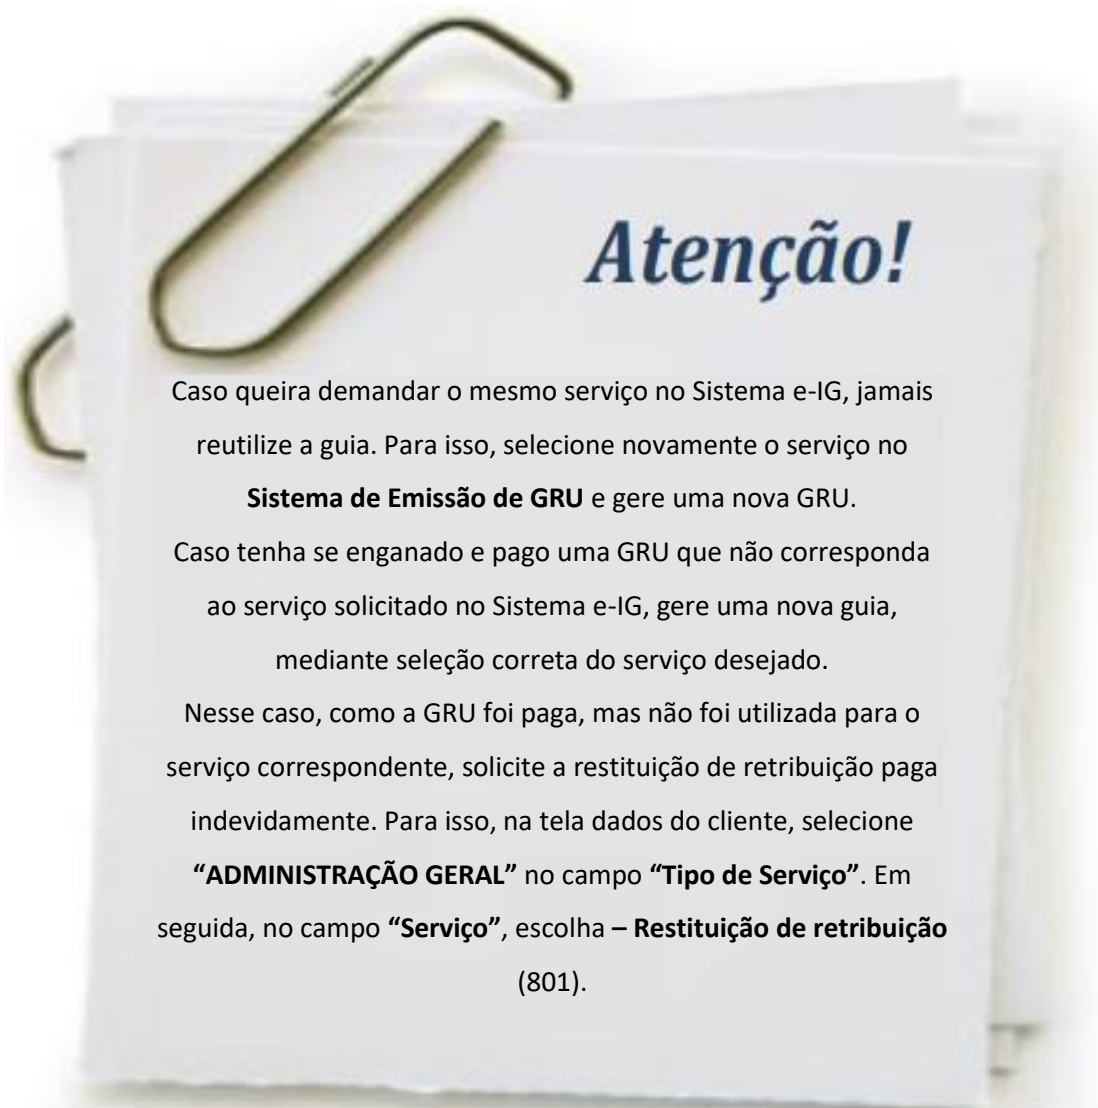 Atenção!
Caso queira demandar o mesmo serviço no Sistema e-IG, jamais
reutilize a guia. Para isso, selecione novamente o serviço no
Sistema de Emissão de GRU e gere uma nova GRU.
Caso tenha se enganado e pago uma GRU que não corresponda
ao serviço solicitado no Sistema e-IG, gere uma nova guia,
mediante seleção correta do serviço desejado.
Nesse caso, como a GRU foi paga, mas não foi utilizada para o
serviço correspondente, solicite a restituição de retribuição paga
indevidamente. Para isso, na tela dados do cliente, selecione
“ADMINISTRAÇÃO GERAL” no campo “Tipo de Serviço”. Em
seguida, no campo “Serviço”, escolha – Restituição de retribuição
(801).